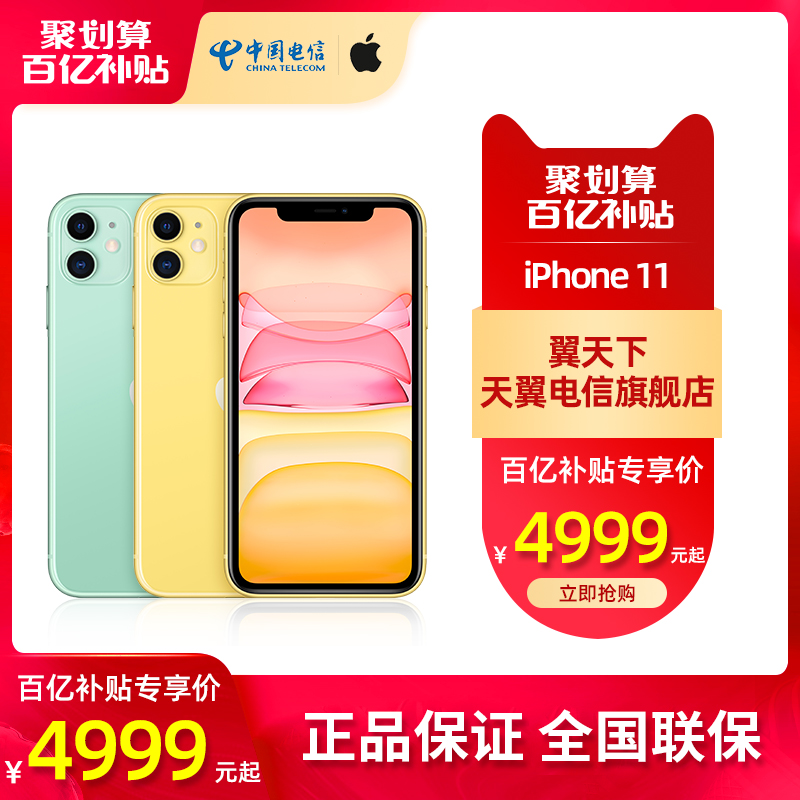 聚划算
百亿补贴
中国电信
CHINA TELECOM
聚划算
百亿补贴
iPhone 11
翼天下
天翼电信旗舰店
百亿补贴专享价
¥4999元起
立即抢购
百亿补贴专享价
¥4999元起
正品保证 全国联保